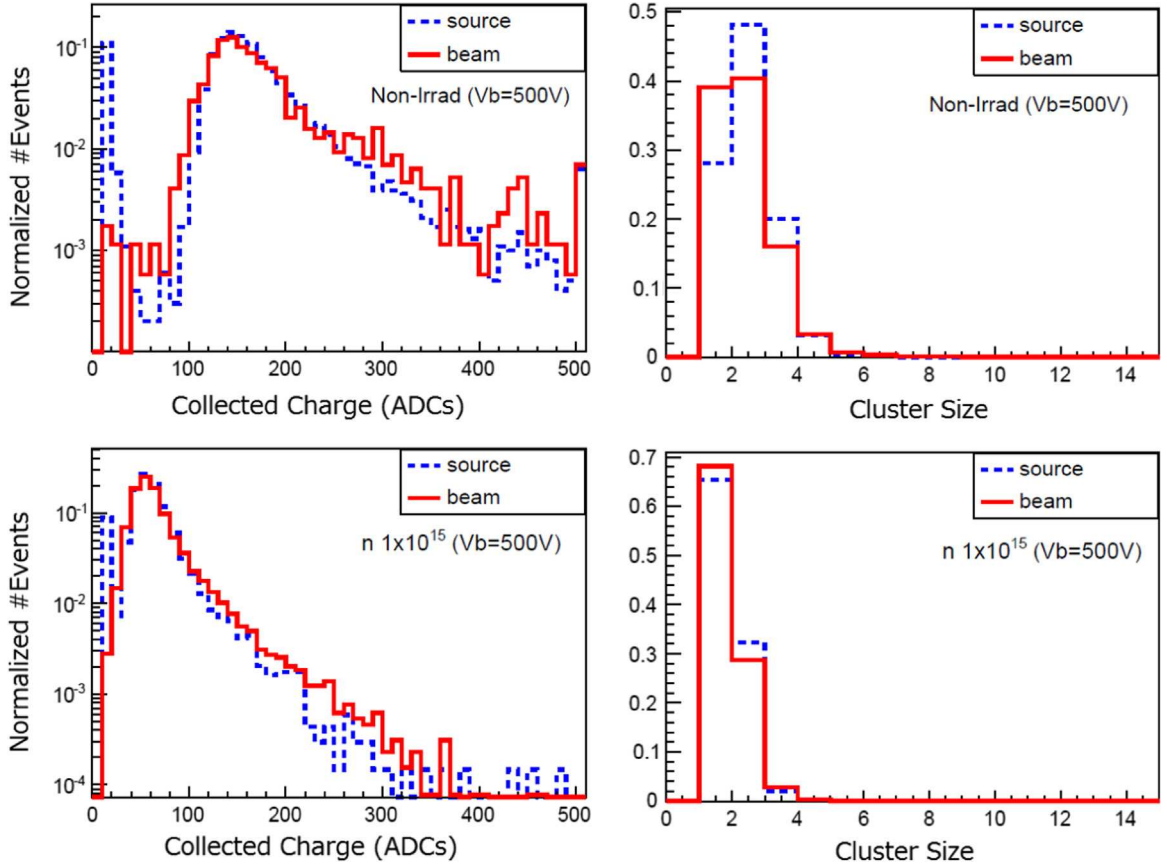 Normalized #Events
10⁻¹
10⁻²
10⁻³
source
beam
Non-Irrad (Vb=500V)
0 100 200 300 400 500
Collected Charge (ADCs)
0.5
0.4
0.3
0.2
0.1
0
source
beam
Non-Irrad (Vb=500V)
0 2 4 6 8 10 12 14
Cluster Size
Normalized #Events
10⁻¹
10⁻²
10⁻³
10⁻⁴
source
beam
n 1x10¹⁵ (Vb=500V)
0 100 200 300 400 500
Collected Charge (ADCs)
0.7
0.6
0.5
0.4
0.3
0.2
0.1
0
source
beam
n 1x10¹⁵ (Vb=500V)
0 2 4 6 8 10 12 14
Cluster Size